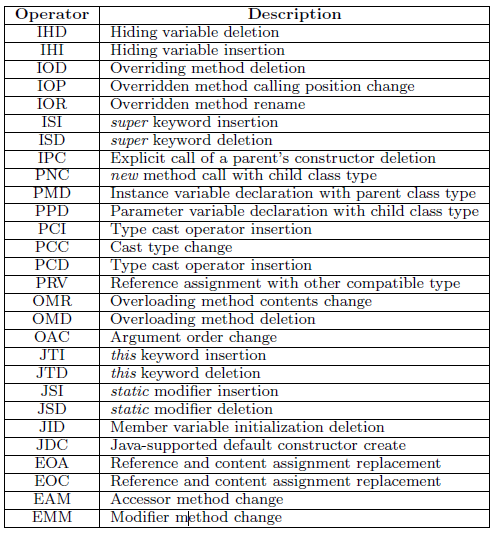 Operator Description
IHD Hiding variable deletion
IHI Hiding variable insertion
IOD Overriding method deletion
IOP Overridden method calling position change
IOR Overridden method rename
ISI super keyword insertion
ISD super keyword deletion
IPC Explicit call of a parent's constructor deletion
PNC new method call with child class type
PMD Instance variable declaration with parent class type
PPD Parameter variable declaration with child class type
PCI Type cast operator insertion
PCC Cast type change
PCD Type cast operator insertion
PRV Reference assignment with other compatible type
OMR Overloading method contents change
OMD Overloading method deletion
OAC Argument order change
JTI this keyword insertion
JTD this keyword deletion
JSI static modifier insertion
JSD static modifier deletion
JID Member variable initialization deletion
JDC Java-supported default constructor create
EOA Reference and content assignment replacement
EOC Reference and content assignment replacement
EAM Accessor method change
EMM Modifier method change